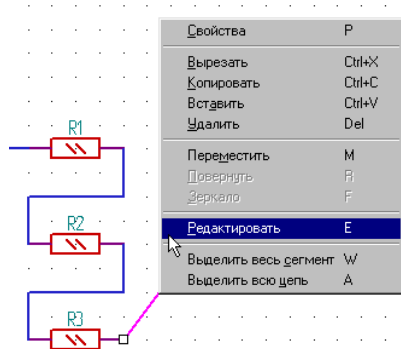 Свойства P
Вырезать Ctrl+X
Копировать Ctrl+C
Вставить Ctrl+V
Удалить Del
Переместить M
Повернуть R
Зеркало F
Редактировать E
Выделить весь сегмент W
Выделить всю цепь A
R1
R2
R3